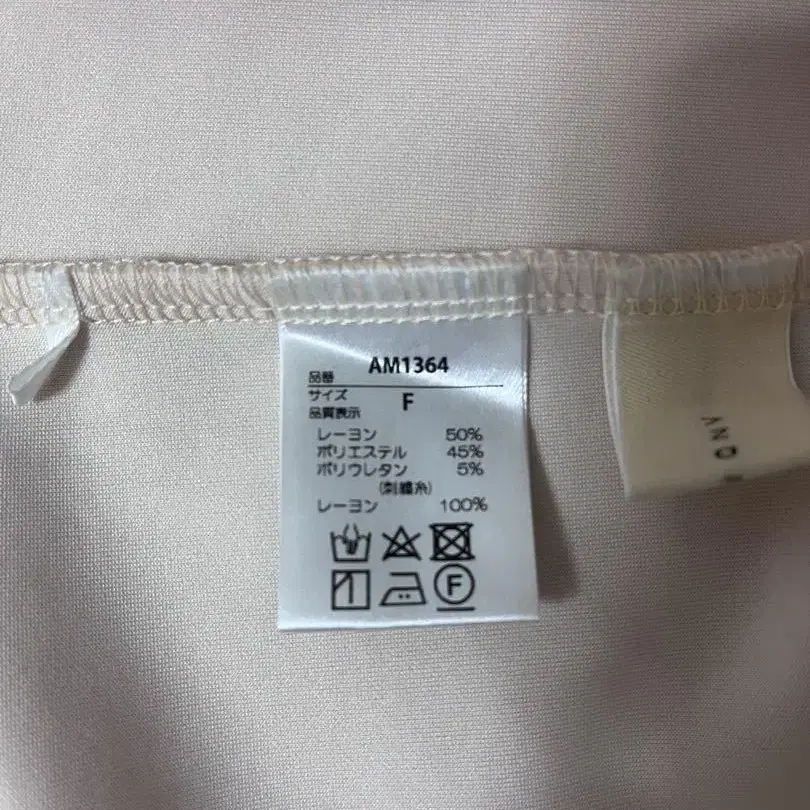 品番 AM1364
サイズ F
品質表示
レーヨン 50%
ポリエステル 45%
ポリウレタン 5%
(刺繍糸)
レーヨン 100%
F